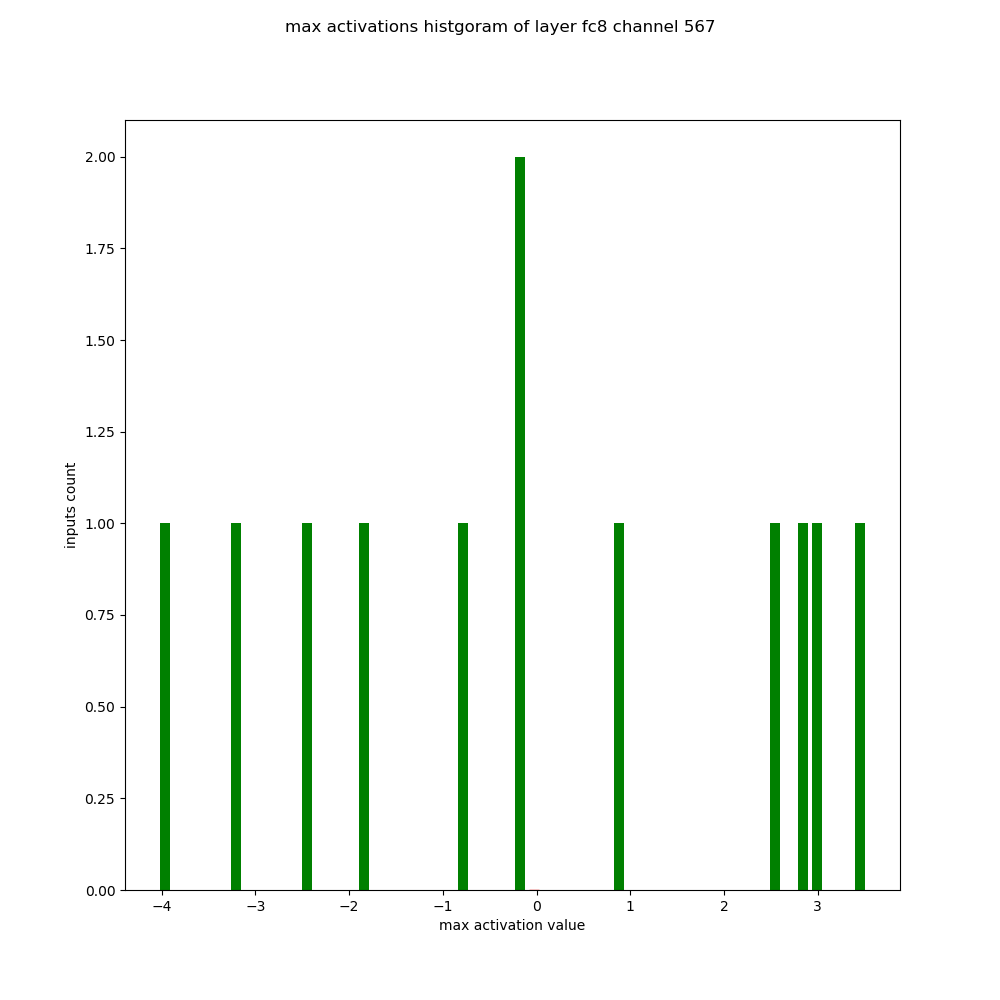 max activations histgoram of layer fc8 channel 567
2.00
1.75
1.50
1.25
1.00
0.75
0.50
0.25
0.00
inputs count
−4 −3 −2 −1 0 1 2 3
max activation value